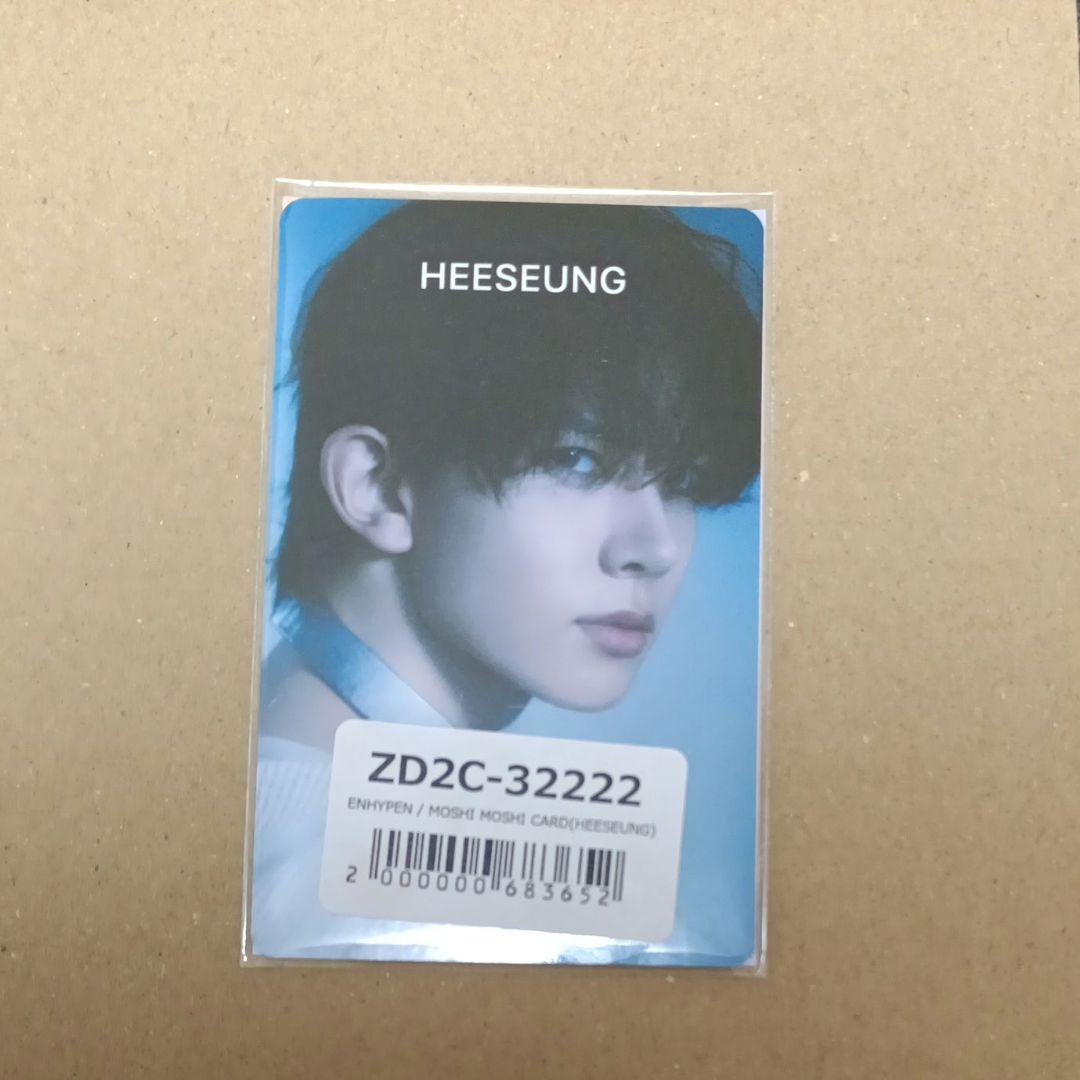 HEESEUNG
ZD2C-32222
ENHYPEN / MOSHI MOSHI CARD(HEESEUNG)
2 000000 683652